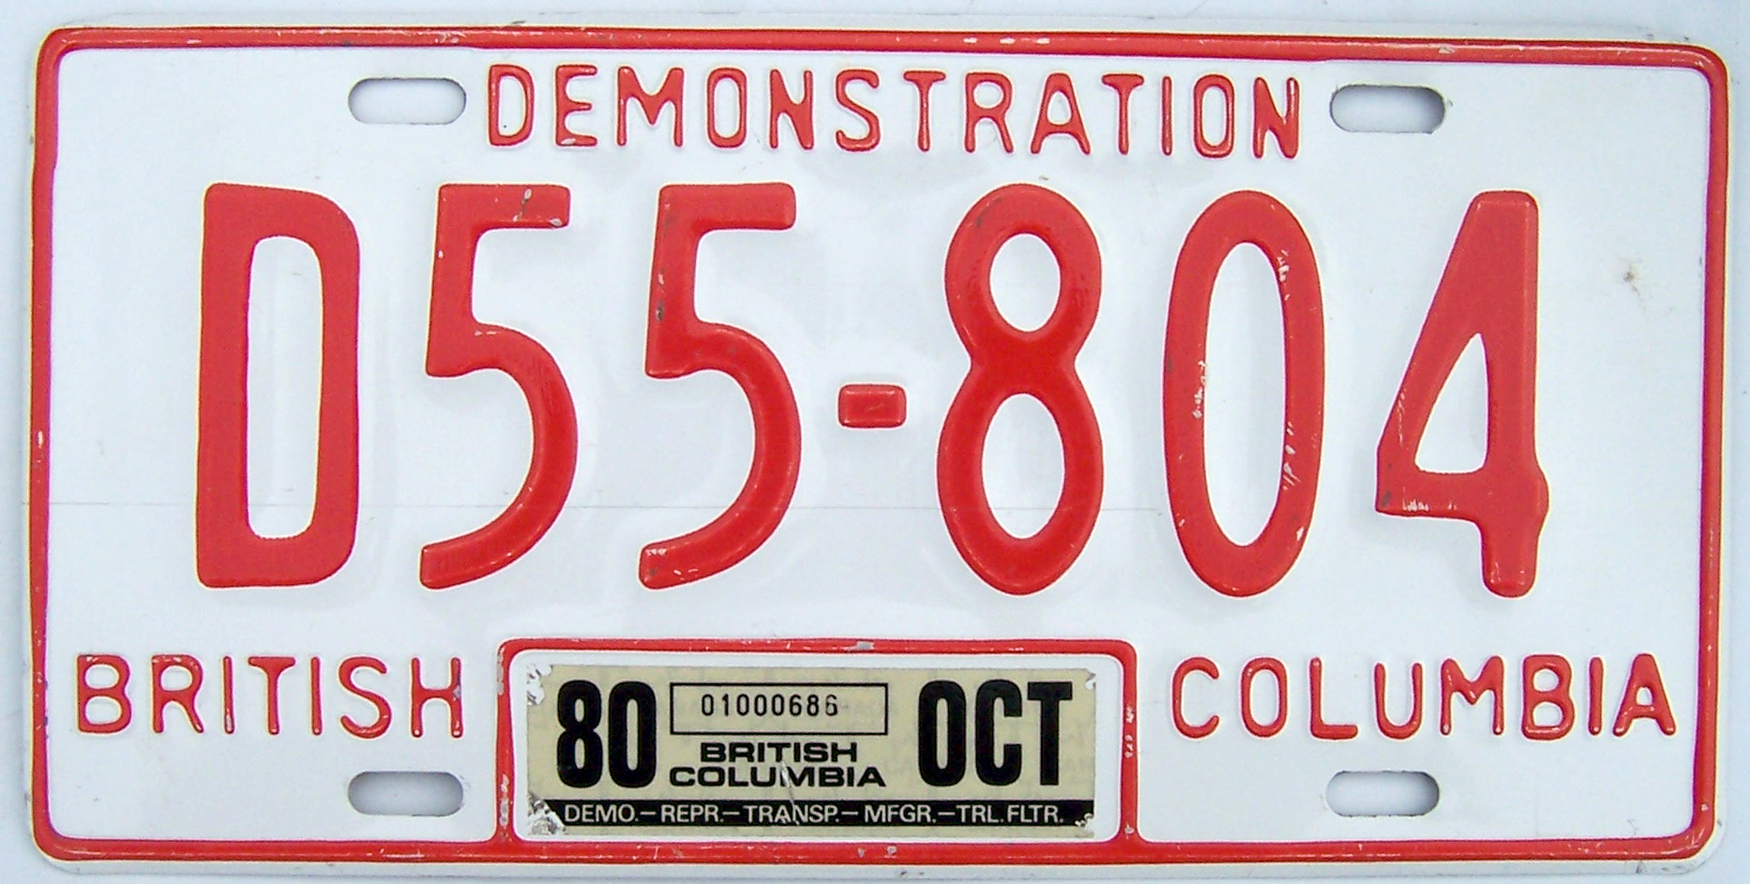 DEMONSTRATION
D55-804
BRITISH COLUMBIA
80 01000686 OCT
BRITISH
COLUMBIA
DEMO.–REPR.–TRANSP.–MFGR.–TRL.FLTR.